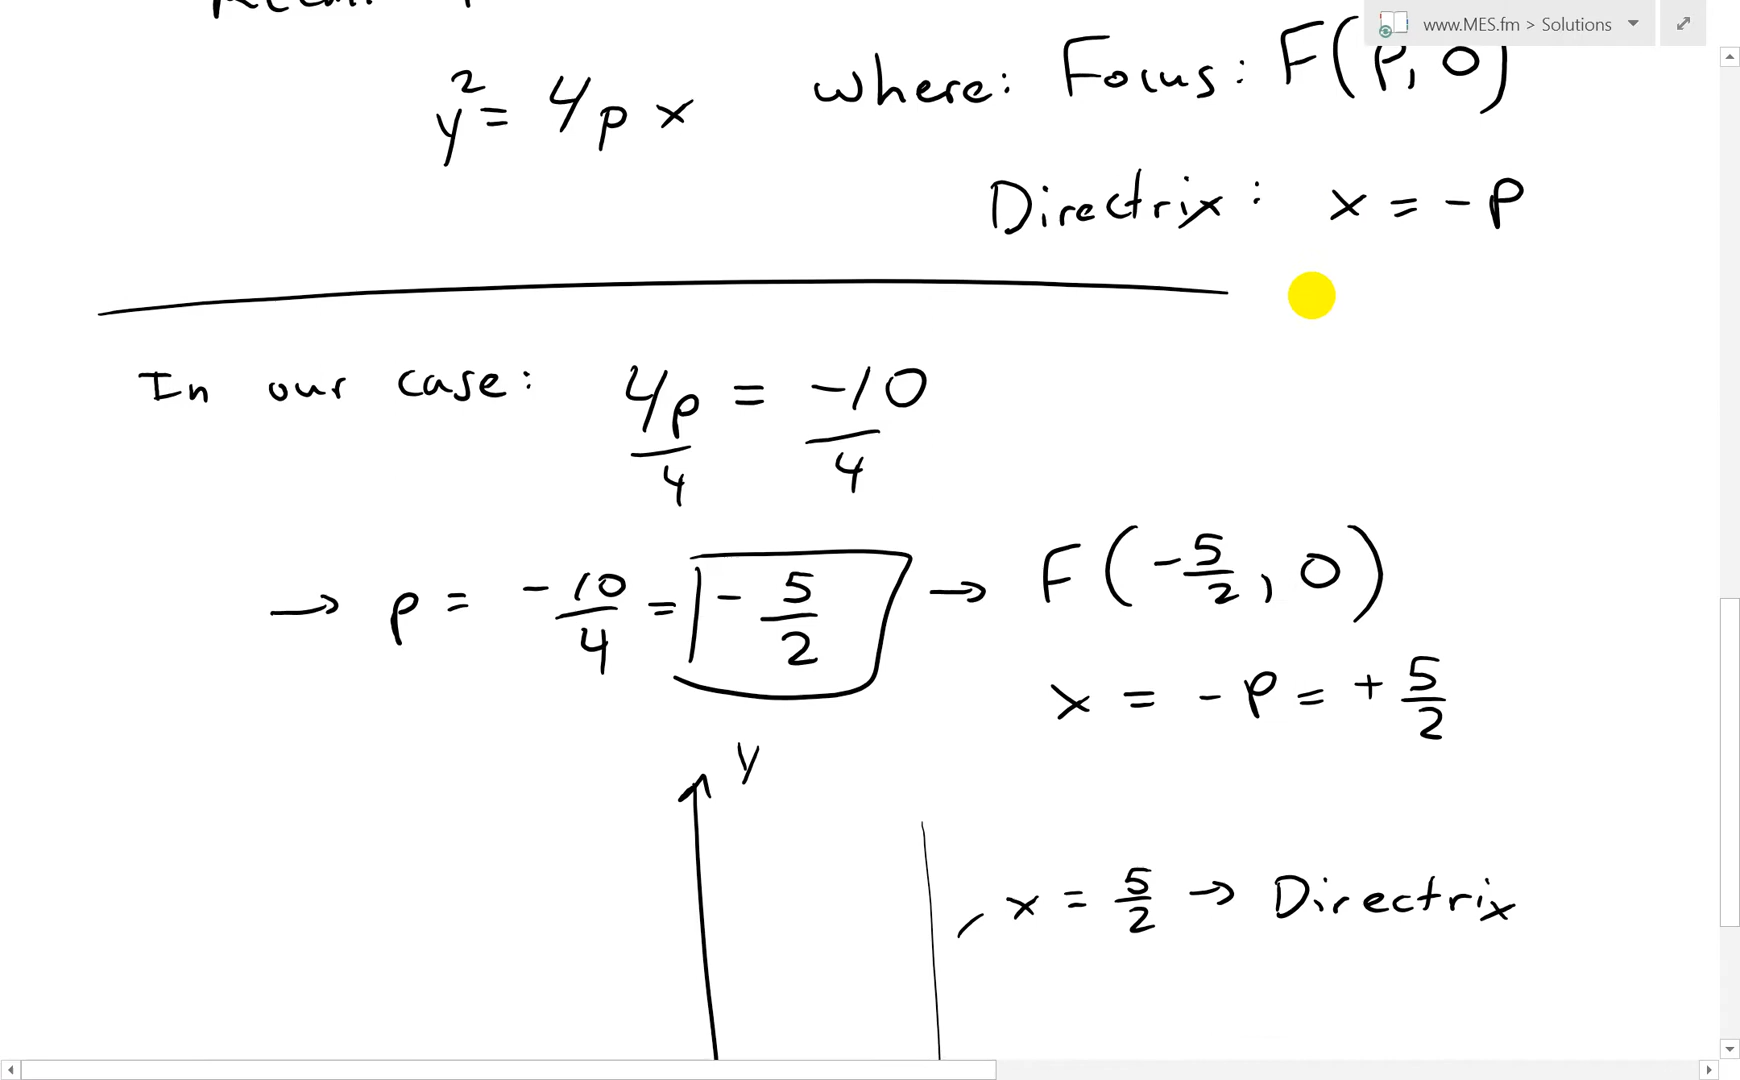 www.MES.fm > Solutions
y² = 4px where: Focus: F(p, 0)
Directrix: x = -p
In our case: 4p/4 = -10/4
→ p = -10/4 = -5/2 → F(-5/2, 0)
x = -p = +5/2
y
x = 5/2 → Directrix